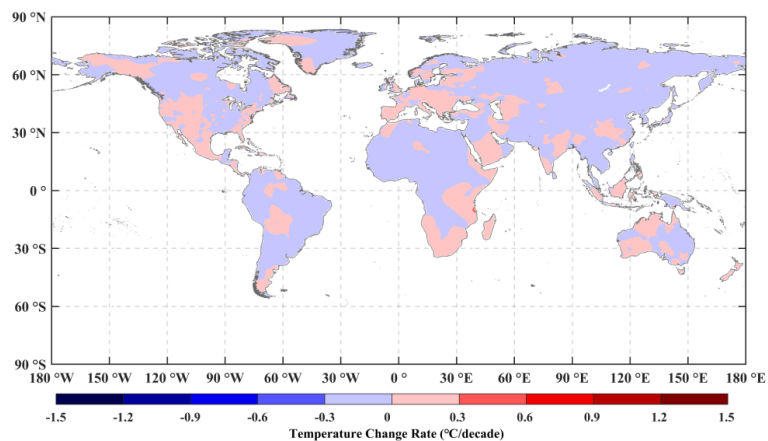 90 °N
60 °N
30 °N
0 °
30 °S
60 °S
90 °S
180 °W 150 °W 120 °W 90 °W 60 °W 30 °W 0 ° 30 °E 60 °E 90 °E 120 °E 150 °E 180 °E
-1.5 -1.2 -0.9 -0.6 -0.3 0 0.3 0.6 0.9 1.2 1.5
Temperature Change Rate (°C/decade)